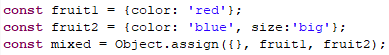 const fruit1 = {color: 'red'};
const fruit2 = {color: 'blue', size:'big'};
const mixed = Object.assign({}, fruit1, fruit2);